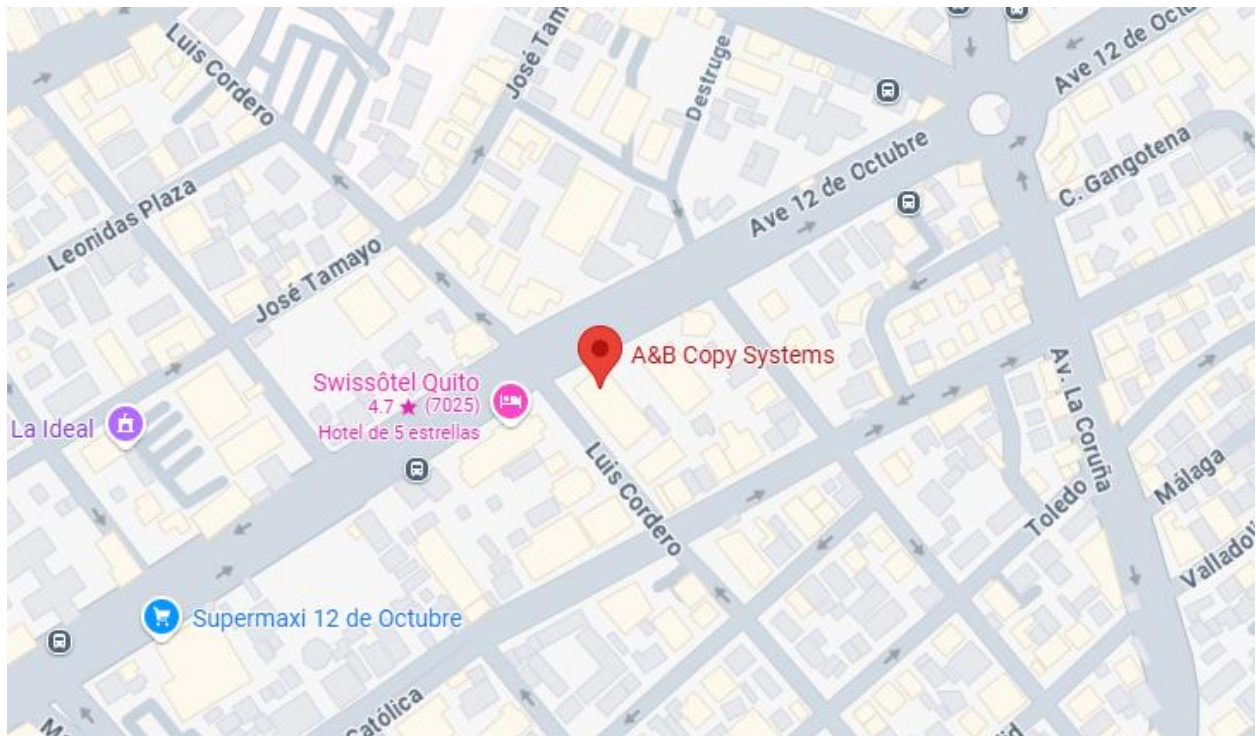 Luis Cordero
José Tam
Destruge
Ave 12 de Octu
Ave 12 de Octubre
C. Gangotena
Leonidas Plaza
José Tamayo
A&B Copy Systems
Swissôtel Quito
4.7 ★ (7025)
Hotel de 5 estrellas
La Ideal
Av. La Coruña
Luis Cordero
Málaga
Toledo
Valladoli
Supermaxi 12 de Octubre
Católica